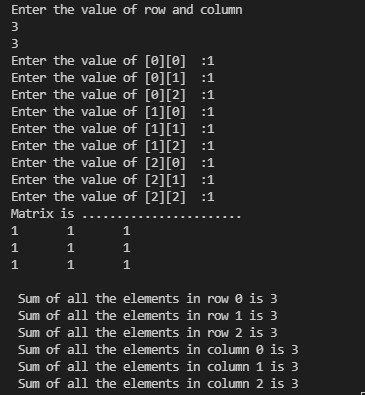 Enter the value of row and column
3
3
Enter the value of [0][0]  :1
Enter the value of [0][1]  :1
Enter the value of [0][2]  :1
Enter the value of [1][0]  :1
Enter the value of [1][1]  :1
Enter the value of [1][2]  :1
Enter the value of [2][0]  :1
Enter the value of [2][1]  :1
Enter the value of [2][2]  :1
Matrix is .......................
1       1       1
1       1       1
1       1       1
 Sum of all the elements in row 0 is 3
 Sum of all the elements in row 1 is 3
 Sum of all the elements in row 2 is 3
 Sum of all the elements in column 0 is 3
 Sum of all the elements in column 1 is 3
 Sum of all the elements in column 2 is 3